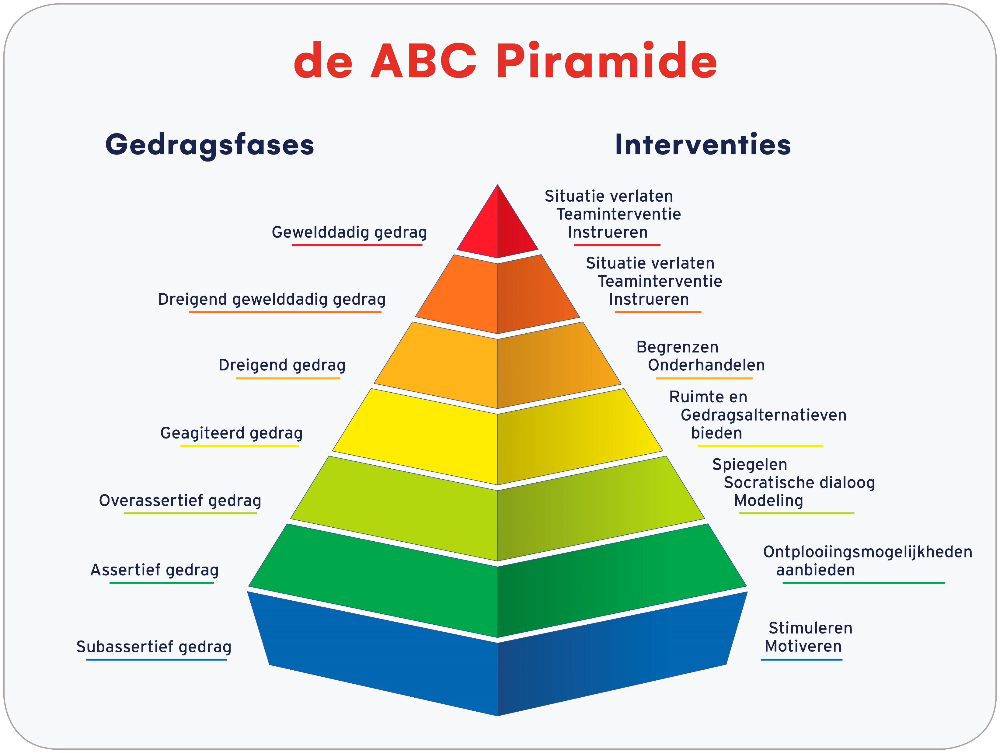 de ABC Piramide
Gedragsfases
Interventies
Gewelddadig gedrag
Situatie verlaten
Teaminterventie
Instrueren
Dreigend gewelddadig gedrag
Situatie verlaten
Teaminterventie
Instrueren
Dreigend gedrag
Begrenzen
Onderhandelen
Geagiteerd gedrag
Ruimte en
Gedragsalternatieven
bieden
Overassertief gedrag
Spiegelen
Socratische dialoog
Modeling
Assertief gedrag
Ontplooiingsmogelijkheden
aanbieden
Subassertief gedrag
Stimuleren
Motiveren